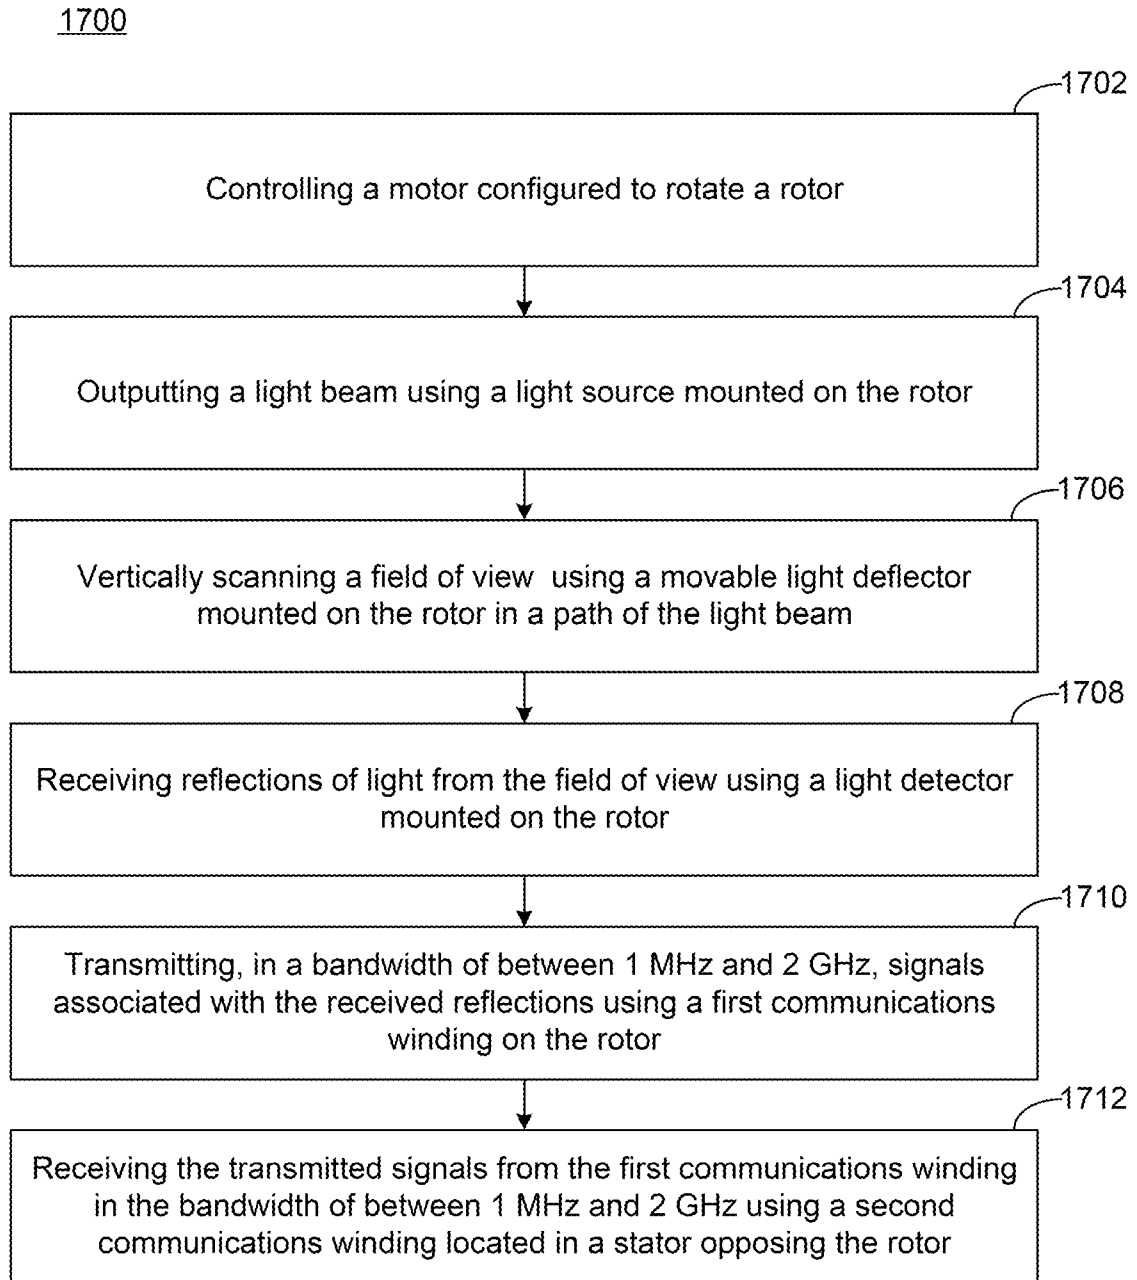 1700
1702
Controlling a motor configured to rotate a rotor
1704
Outputting a light beam using a light source mounted on the rotor
1706
Vertically scanning a field of view using a movable light deflector
mounted on the rotor in a path of the light beam
1708
Receiving reflections of light from the field of view using a light detector
mounted on the rotor
1710
Transmitting, in a bandwidth of between 1 MHz and 2 GHz, signals
associated with the received reflections using a first communications
winding on the rotor
1712
Receiving the transmitted signals from the first communications winding
in the bandwidth of between 1 MHz and 2 GHz using a second
communications winding located in a stator opposing the rotor